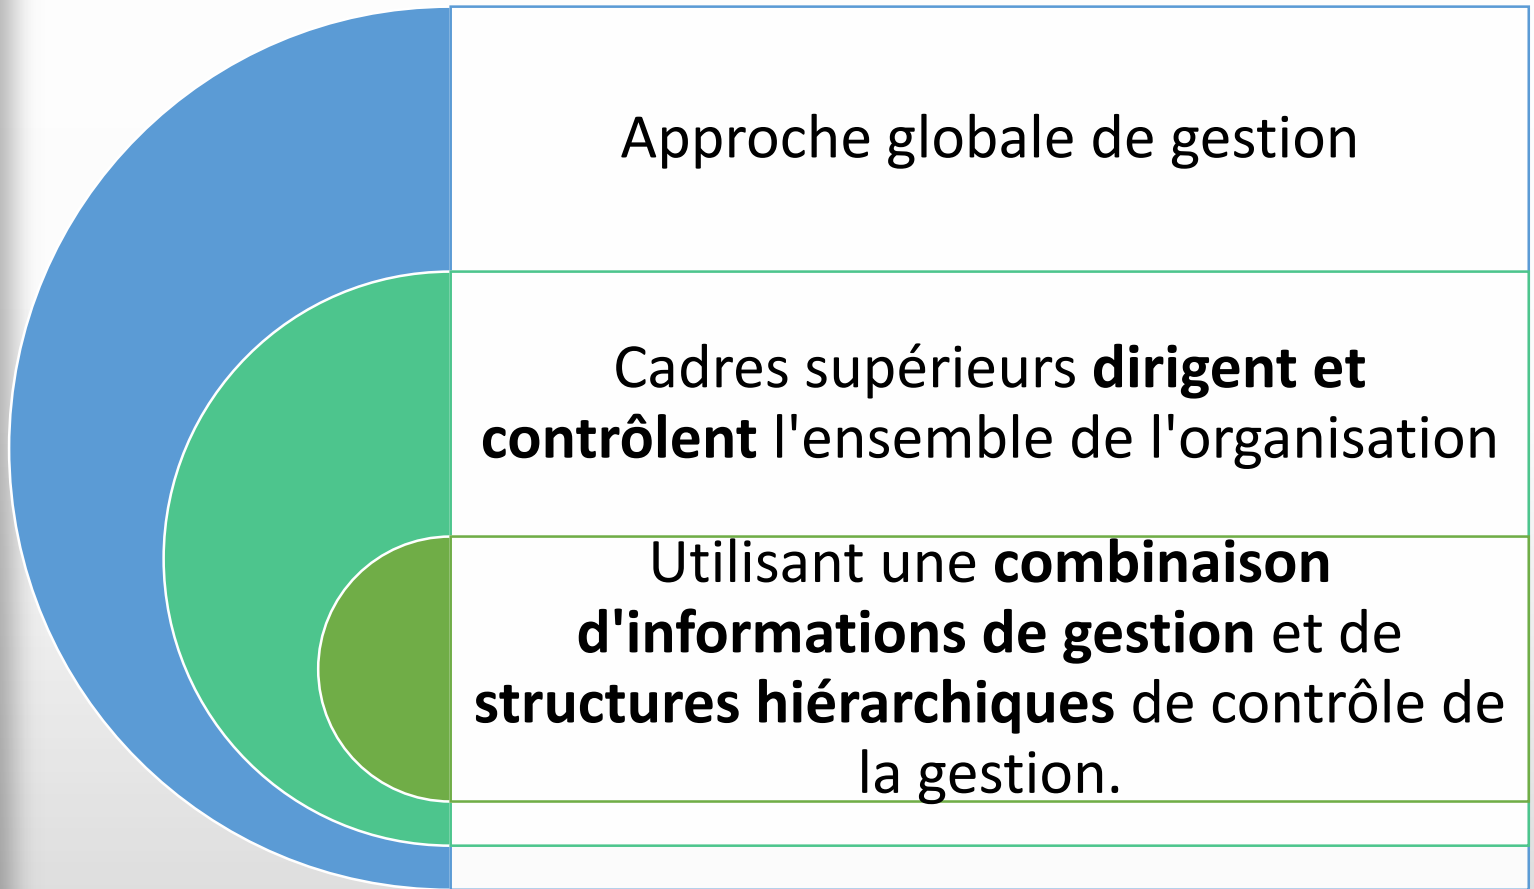 Approche globale de gestion
Cadres supérieurs dirigent et
contrôlent l'ensemble de l'organisation
Utilisant une combinaison
d'informations de gestion et de
structures hiérarchiques de contrôle de
la gestion.